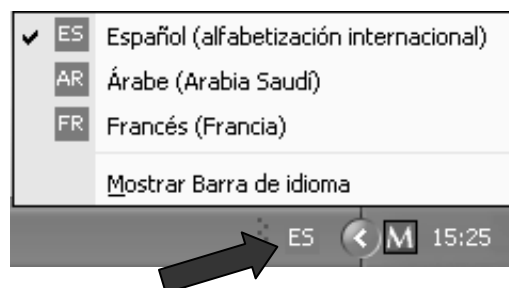 ES Español (alfabetización internacional)
AR Árabe (Arabia Saudí)
FR Francés (Francia)
Mostrar Barra de idioma
ES M 15:25